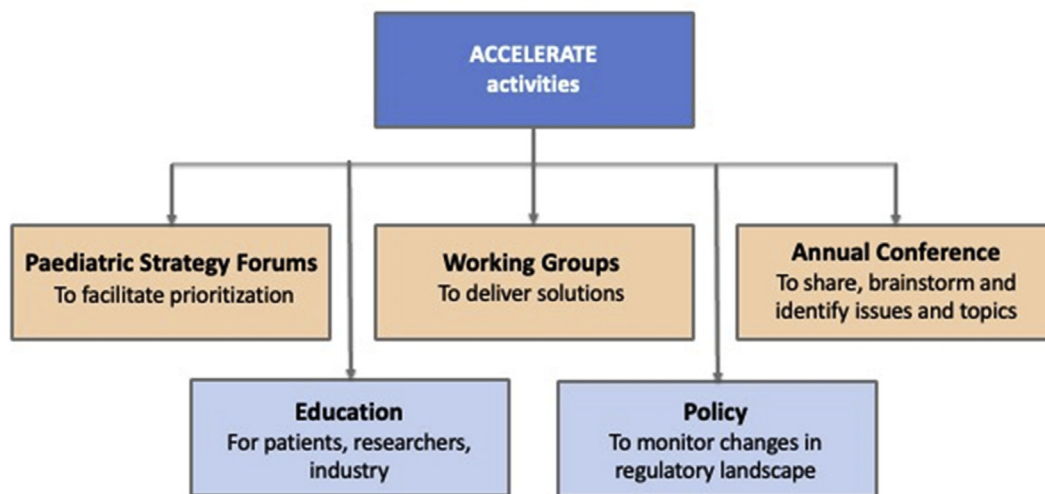 ACCELERATE
activities
Paediatric Strategy Forums
To facilitate prioritization
Working Groups
To deliver solutions
Annual Conference
To share, brainstorm and
identify issues and topics
Education
For patients, researchers,
industry
Policy
To monitor changes in
regulatory landscape